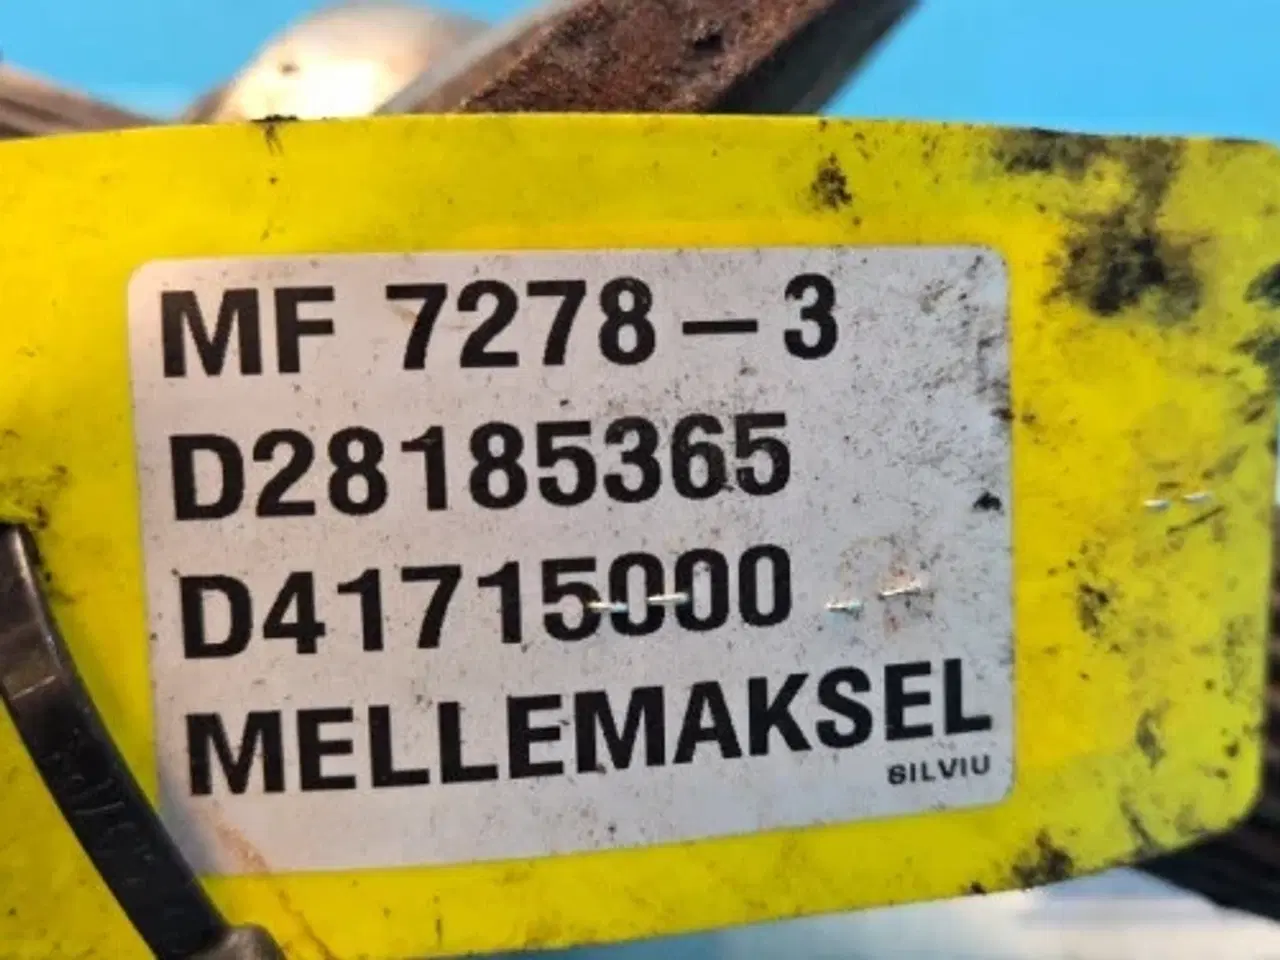 MF 7278-3
D28185365
D41715000
MELLEMAKSEL
SILVIU